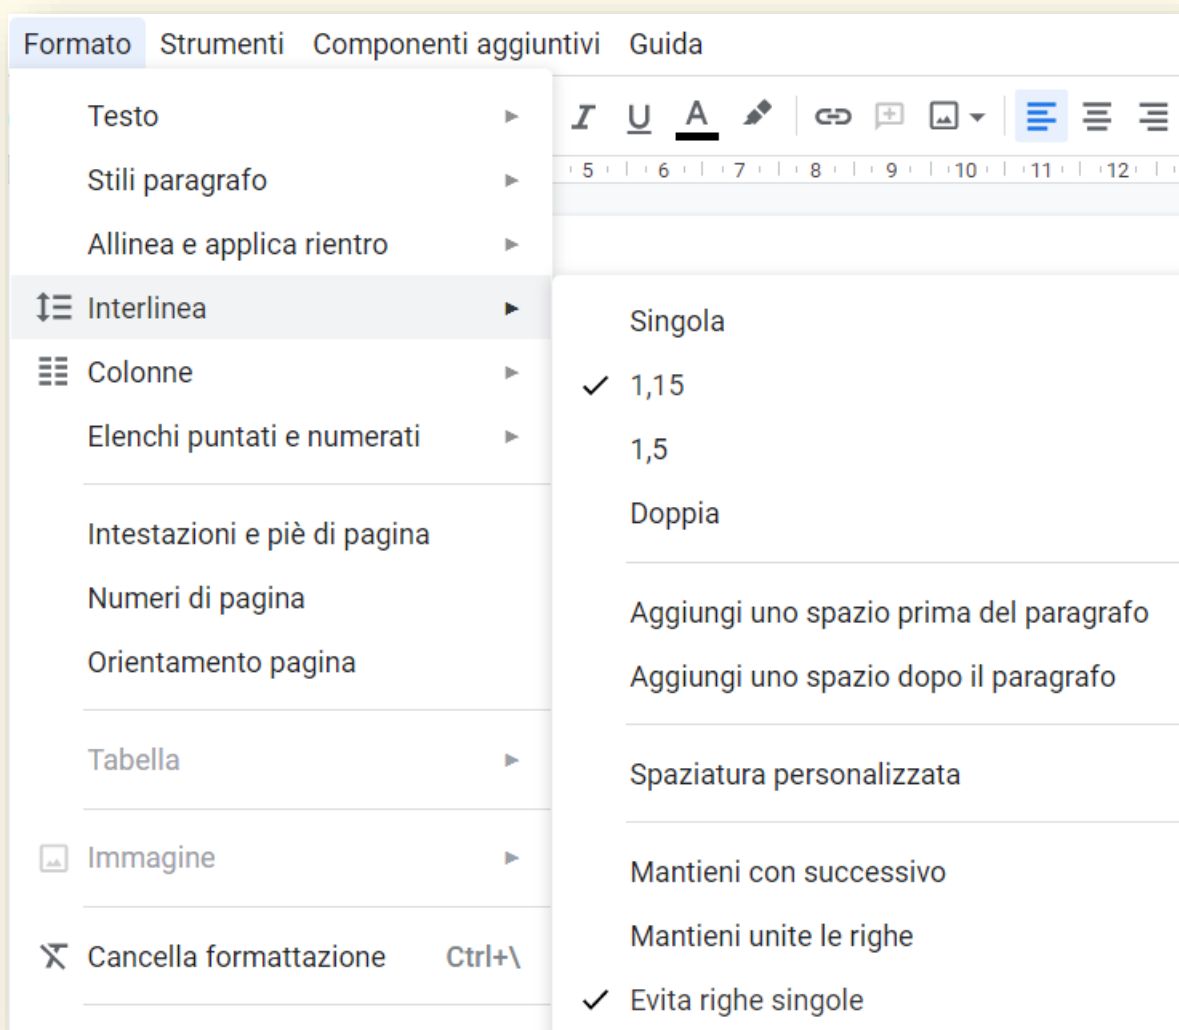 Formato Strumenti Componenti aggiuntivi Guida
A
5 6 7 8 9 10 11 12
Testo
Stili paragrafo
Allinea e applica rientro
Interlinea
Colonne
Elenchi puntati e numerati
Intestazioni e piè di pagina
Numeri di pagina
Orientamento pagina
Tabella
Immagine
Cancella formattazione Ctrl+\
Singola
1,15
1,5
Doppia
Aggiungi uno spazio prima del paragrafo
Aggiungi uno spazio dopo il paragrafo
Spaziatura personalizzata
Mantieni con successivo
Mantieni unite le righe
Evita righe singole